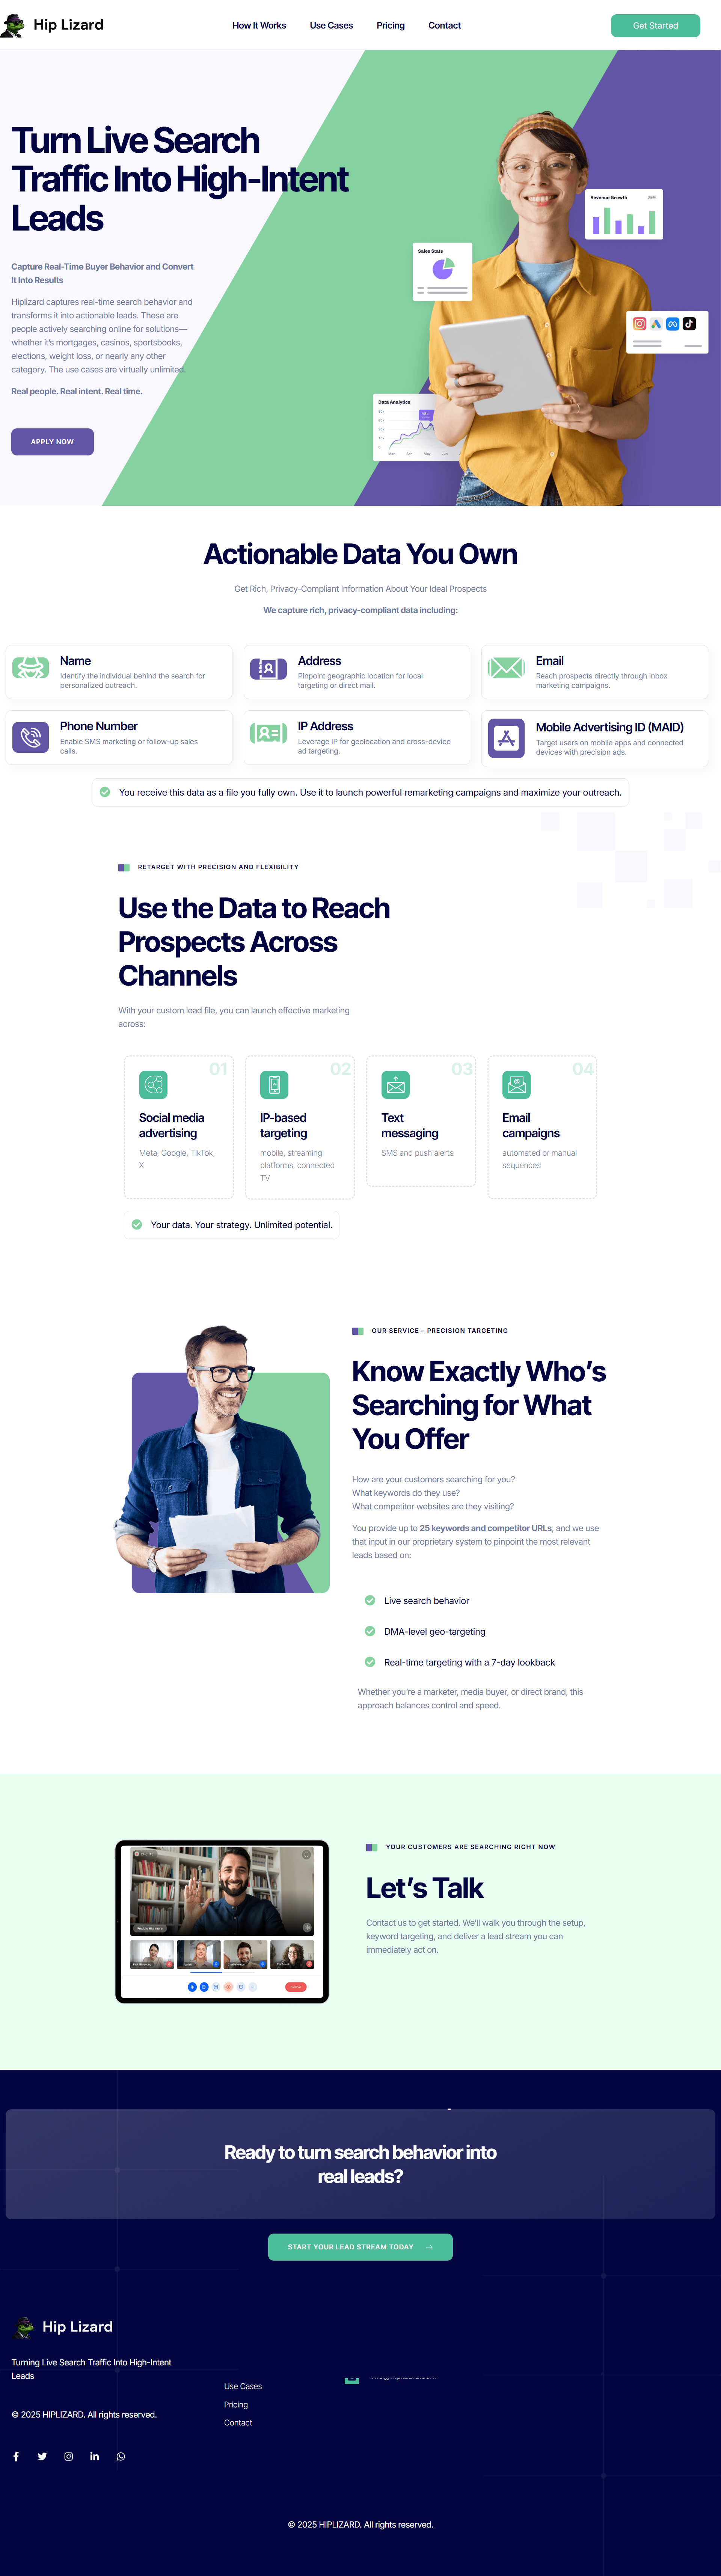 Hip Lizard
How It Works
Use Cases
Pricing
Contact
Get Started
Turn Live Search
Traffic Into High-Intent
Leads
Capture Real-Time Buyer Behavior and Convert
It Into Results
Hiplizard captures real-time search behavior and
transforms it into actionable leads. These are
people actively searching online for solutions—
whether it's mortgages, casinos, sportsbooks,
elections, weight loss, or nearly any other
category. The use cases are virtually unlimited.
Real people. Real intent. Real time.
APPLY NOW
Revenue Growth
Data
Sales Stats
Data Analytics
Mar
Apr
May
Actionable Data You Own
Get Rich, Privacy-Compliant Information About Your Ideal Prospects
We capture rich, privacy-compliant data including:
Name
Identify the individual behind the search for
personalized outreach.
Address
Pinpoint geographic location for local
targeting or direct mail.
Email
Reach prospects directly through inbox
marketing campaigns.
Phone Number
Enable SMS marketing or follow-up sales
calls.
IP Address
Leverage IP for geolocation and cross-device
ad targeting.
Mobile Advertising ID (MAID)
Target users on mobile apps and connected
devices with precision ads.
You receive this data as a file you fully own. Use it to launch powerful remarketing campaigns and maximize your outreach.
RETARGET WITH PRECISION AND FLEXIBILITY
Use the Data to Reach
Prospects Across
Channels
With your custom lead file, you can launch effective marketing
across:
01
Social media
advertising
Meta, Google, TikTok,
X
02
IP-based
targeting
mobile, streaming
platforms, connected
TV
03
Text
messaging
SMS and push alerts
04
Email
campaigns
automated or manual
sequences
Your data. Your strategy. Unlimited potential.
OUR SERVICE – PRECISION TARGETING
Know Exactly Who's
Searching for What
You Offer
How are your customers searching for you?
What keywords do they use?
What competitor websites are they visiting?
You provide up to 25 keywords and competitor URLs, and we use
that input in our proprietary system to pinpoint the most relevant
leads based on:
Live search behavior
DMA-level geo-targeting
Real-time targeting with a 7-day lookback
Whether you're a marketer, media buyer, or direct brand, this
approach balances control and speed.
YOUR CUSTOMERS ARE SEARCHING RIGHT NOW
Let's Talk
Contact us to get started. We'll walk you through the setup,
keyword targeting, and deliver a lead stream you can
immediately act on.
Ready to turn search behavior into
real leads?
START YOUR LEAD STREAM TODAY
Hip Lizard
Turning Live Search Traffic Into High-Intent
Leads
© 2025 HIPLIZARD. All rights reserved.
Use Cases
Pricing
Contact
© 2025 HIPLIZARD. All rights reserved.